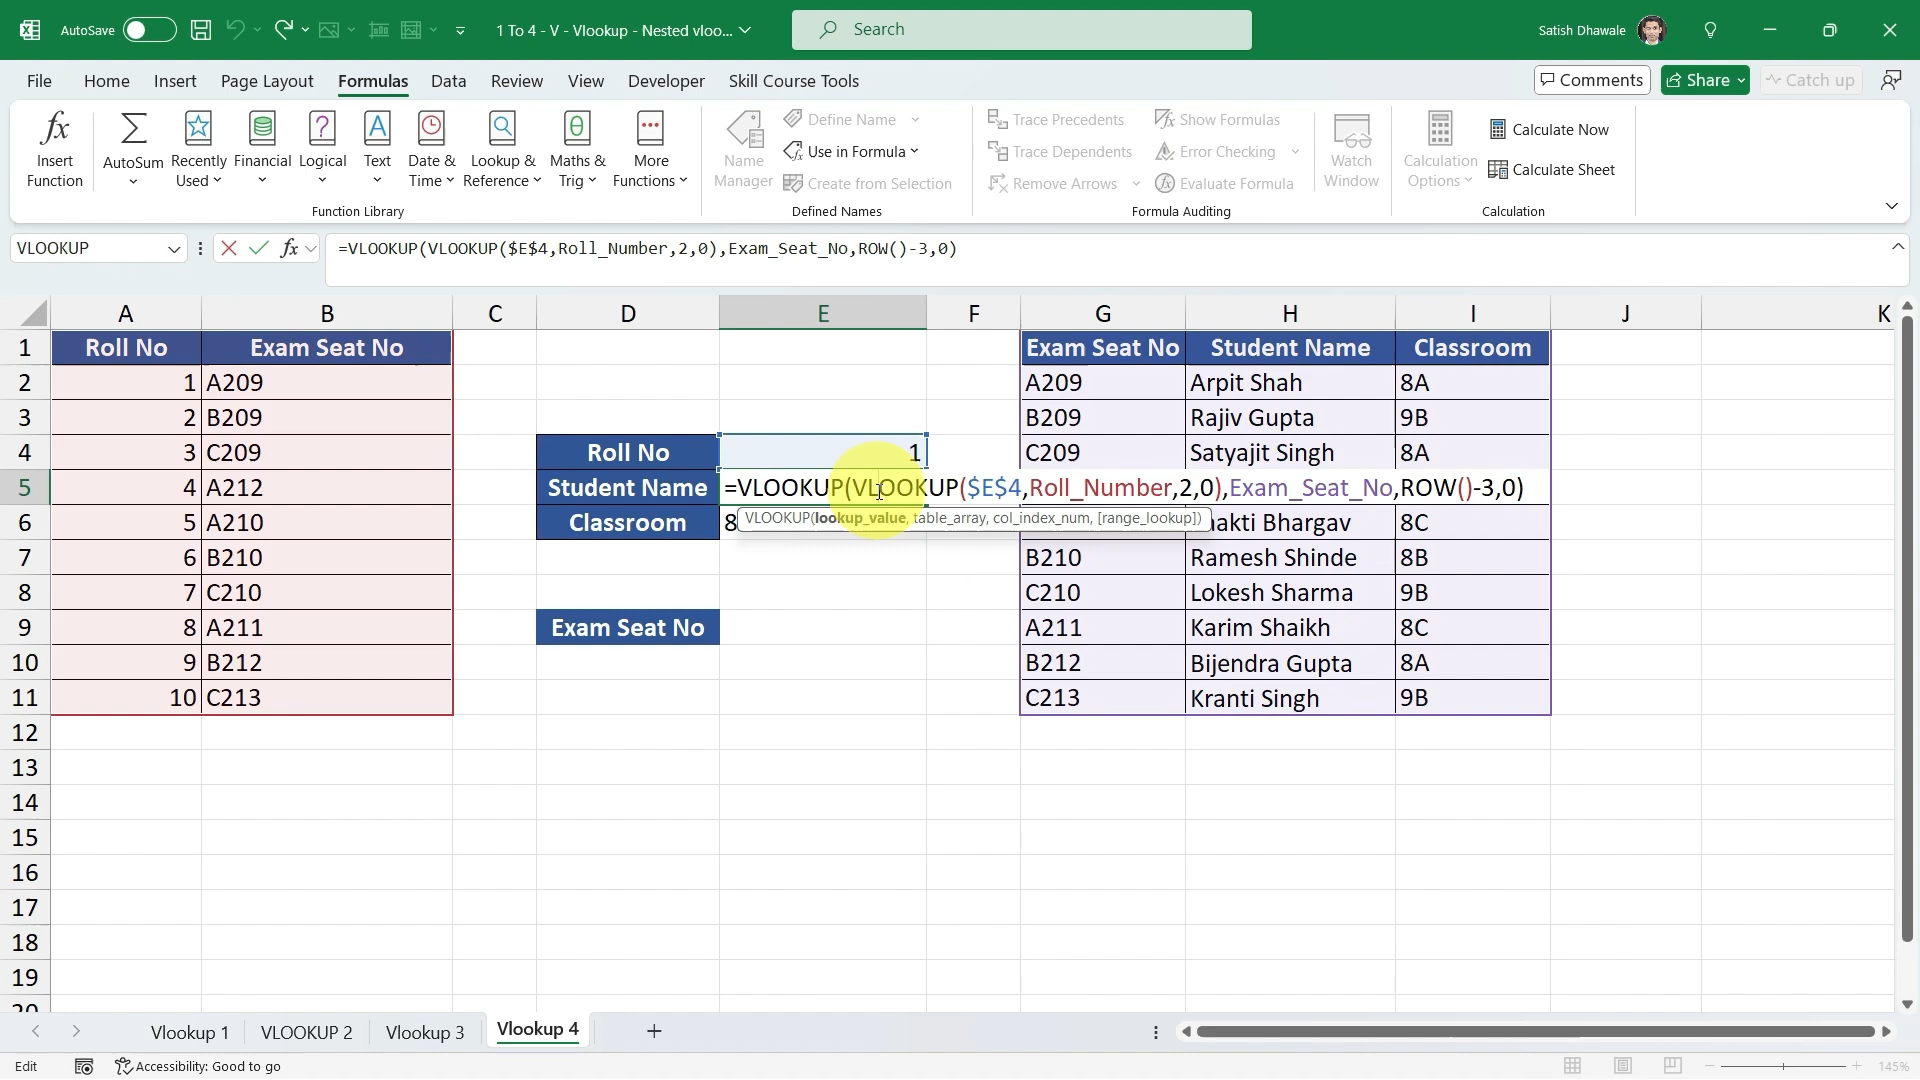 AutoSave
1 To 4 - V - Vlookup - Nested vloo...
Search
Satish Dhawale
File Home Insert Page Layout Formulas Data Review View Developer Skill Course Tools
Comments Share Catch up
Insert Function
AutoSum
Recently Used
Financial
Logical
Text
Date & Time
Lookup & Reference
Maths & Trig
More Functions
Function Library
Name Manager
Define Name
Use in Formula
Create from Selection
Defined Names
Trace Precedents
Trace Dependents
Remove Arrows
Show Formulas
Error Checking
Evaluate Formula
Formula Auditing
Watch Window
Calculation Options
Calculate Now
Calculate Sheet
Calculation
VLOOKUP
fx
=VLOOKUP(VLOOKUP($E$4,Roll_Number,2,0),Exam_Seat_No,ROW()-3,0)
A B C D E F G H I J K
1 Roll No Exam Seat No Exam Seat No Student Name Classroom
2 1 A209 A209 Arpit Shah 8A
3 2 B209 B209 Rajiv Gupta 9B
4 3 C209 Roll No 1 C209 Satyajit Singh 8A
5 4 A212 Student Name =VLOOKUP(VLOOKUP($E$4,Roll_Number,2,0),Exam_Seat_No,ROW()-3,0)
VLOOKUP(lookup_value, table_array, col_index_num, [range_lookup])
6 5 A210 Classroom 8 hakti Bhargav 8C
7 6 B210 B210 Ramesh Shinde 8B
8 7 C210 C210 Lokesh Sharma 9B
9 8 A211 Exam Seat No A211 Karim Shaikh 8C
10 9 B212 B212 Bijendra Gupta 8A
11 10 C213 C213 Kranti Singh 9B
12
13
14
15
16
17
18
19
20
Vlookup 1 VLOOKUP 2 Vlookup 3 Vlookup 4
Edit Accessibility: Good to go 145%